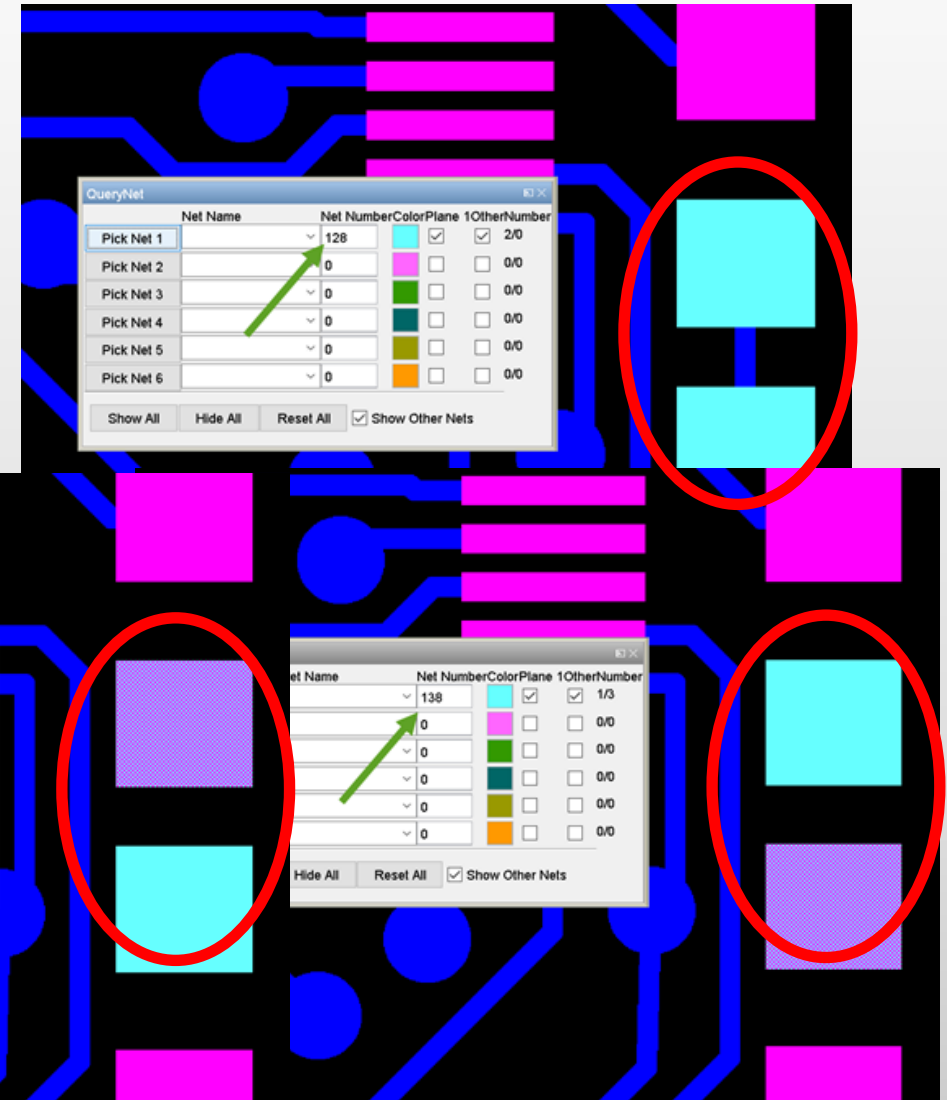 QueryNet
Net Name Net Number Color Plane 1 Other Number
Pick Net 1 128 2/0
Pick Net 2 0 0/0
Pick Net 3 0 0/0
Pick Net 4 0 0/0
Pick Net 5 0 0/0
Pick Net 6 0 0/0
Show All Hide All Reset All Show Other Nets
et Name Net Number Color Plane 1 Other Number
138 1/3
0 0/0
0 0/0
0 0/0
0 0/0
0 0/0
Hide All Reset All Show Other Nets